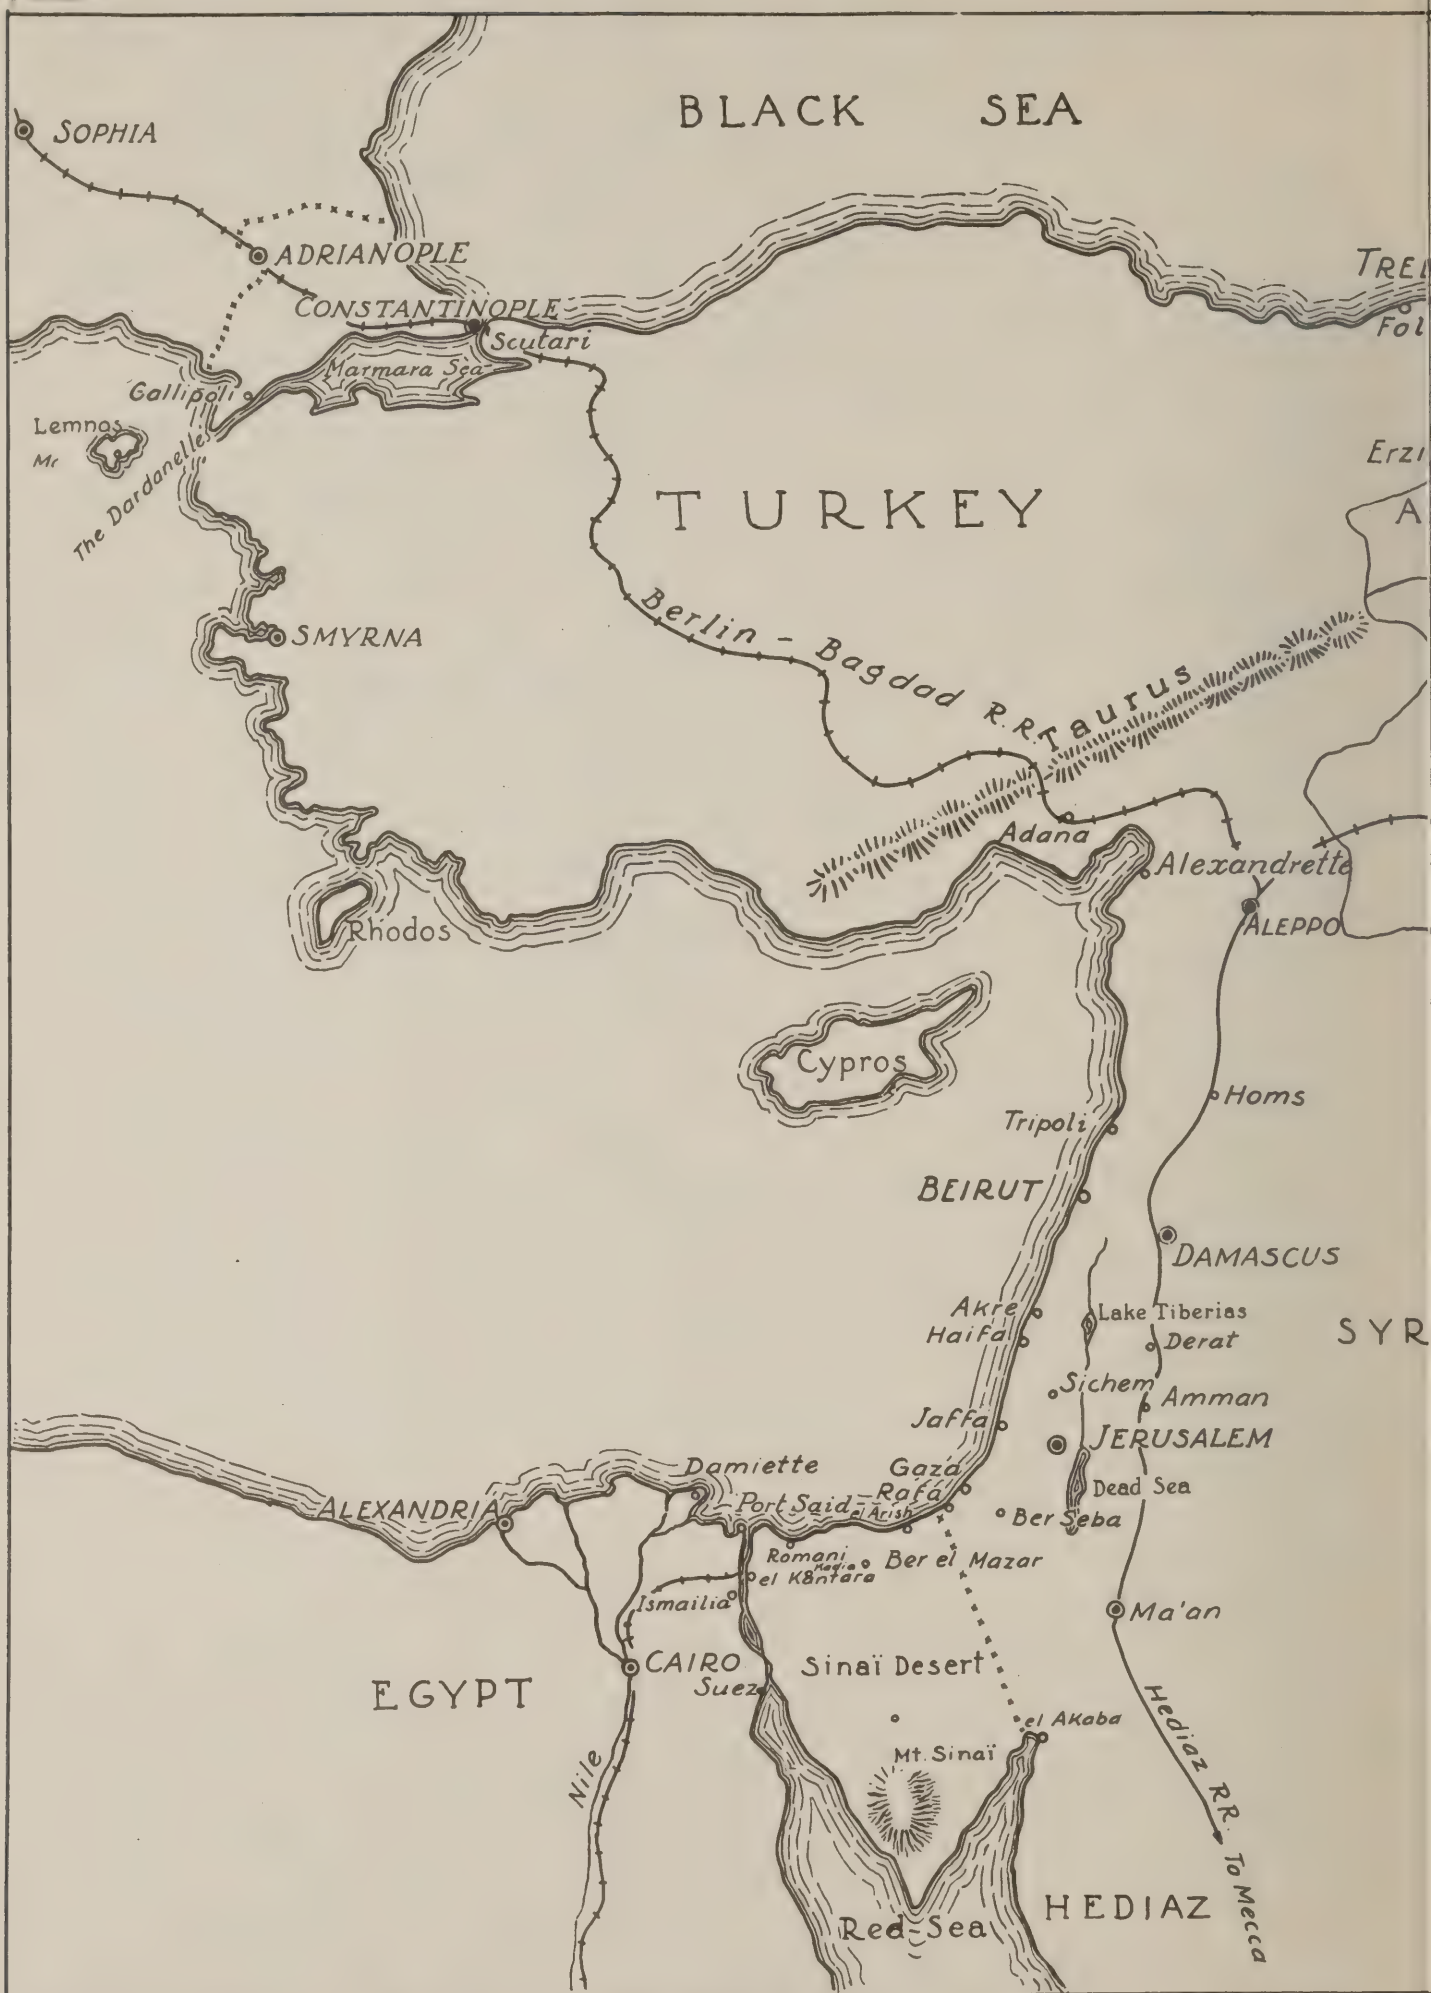 BLACK SEA
SOPHIA
ADRIANOPLE
CONSTANTINOPLE
Scutari
Marmara Sea
Gallipoli
Lemnos
Mr
The Dardanelles
TURKEY
SMYRNA
Berlin - Bagdad R.R.
Taurus
Adana
Alexandrette
ALEPPO
Rhodos
Cypros
Homs
Tripoli
BEIRUT
DAMASCUS
Akre
Lake Tiberias
Haifa
Derat
SYR
Sichem
Amman
Jaffa
JERUSALEM
Damiette
Gaza
Dead Sea
Rafa
ALEXANDRIA
Port Said
el Arish
Ber Seba
Romani
Ber el Mazar
el Kantara
Ismailia
Ma'an
CAIRO
Sinaï Desert
Suez
EGYPT
el Akaba
Mt. Sinaï
Nile
Hediaz RR. To Mecca
HEDIAZ
Red Sea
TREB
Fol
Erzi
A